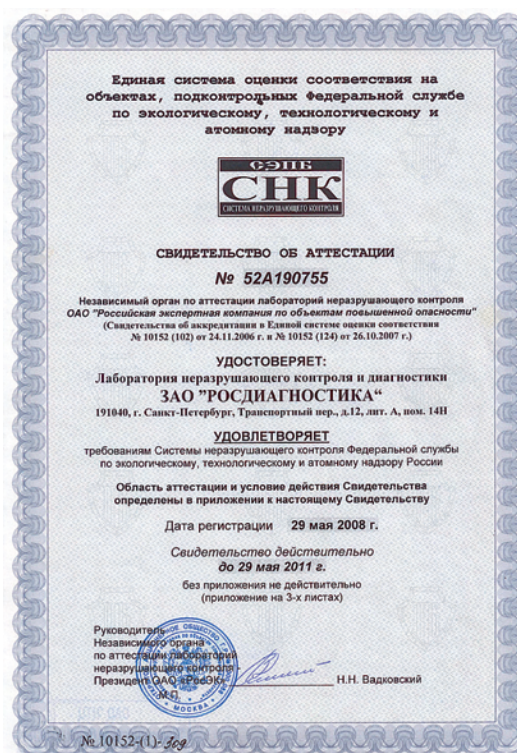 Единая система оценки соответствия на
объектах, подконтрольных Федеральной службе
по экологическому, технологическому и
атомному надзору
СЭПБ
СНК
СИСТЕМА НЕРАЗРУШАЮЩЕГО КОНТРОЛЯ
СВИДЕТЕЛЬСТВО ОБ АТТЕСТАЦИИ
№ 52А190755
Независимый орган по аттестации лабораторий неразрушающего контроля
ОАО "Российская экспертная компания по объектам повышенной опасности"
(Свидетельства об аккредитации в Единой системе оценки соответствия
№ 10152 (102) от 24.11.2006 г. и № 10152 (124) от 26.10.2007 г.)
УДОСТОВЕРЯЕТ:
Лаборатория неразрушающего контроля и диагностики
ЗАО "РОСДИАГНОСТИКА"
191040, г. Санкт-Петербург, Транспортный пер., д.12, лит. А, пом. 14Н
УДОВЛЕТВОРЯЕТ
требованиям Системы неразрушающего контроля Федеральной службы
по экологическому, технологическому и атомному надзору России
Область аттестации и условие действия Свидетельства
определены в приложении к настоящему Свидетельству
Дата регистрации 29 мая 2008 г.
Свидетельство действительно
до 29 мая 2011 г.
без приложения не действительно
(приложение на 3-х листах)
Руководитель
Независимого органа
по аттестации лабораторий
неразрушающего контроля -
Президент ОАО «РосЭК»
Н.Н. Вадковский
М.П.
МОСКВА
№ 10152-(1)-309